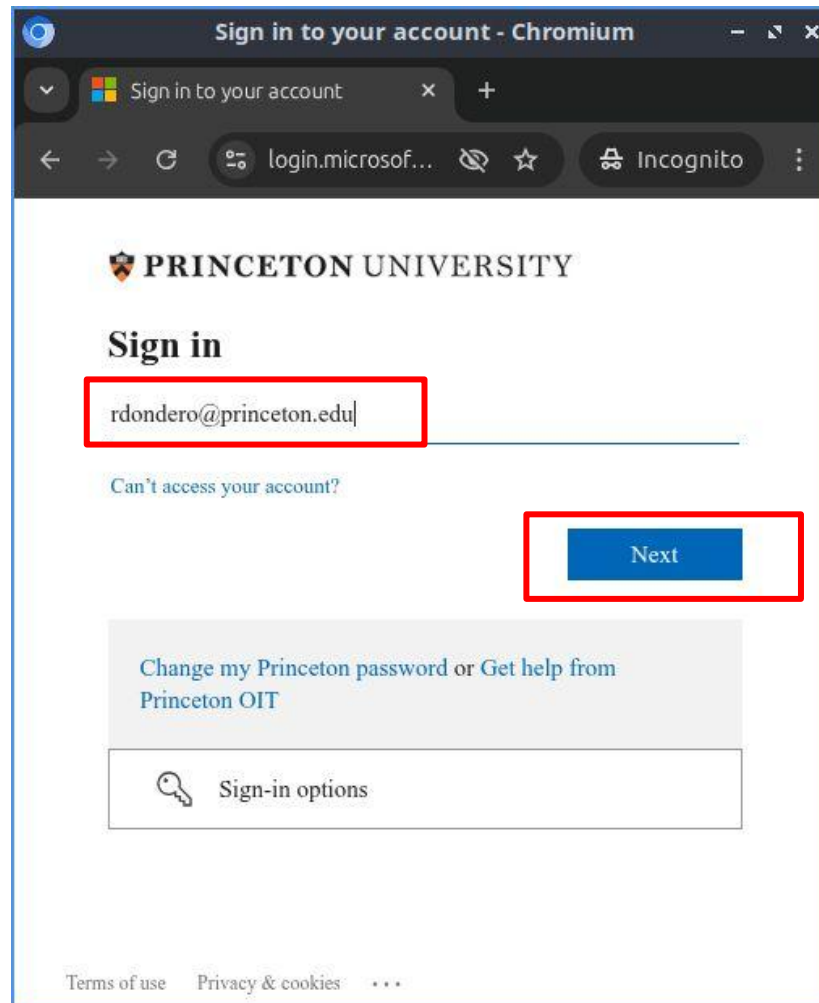 Sign in to your account - Chromium
Sign in to your account
login.microsof... Incognito
PRINCETON UNIVERSITY
Sign in
rdondero@princeton.edu
Can't access your account?
Next
Change my Princeton password or Get help from
Princeton OIT
Sign-in options
Terms of use Privacy & cookies ...